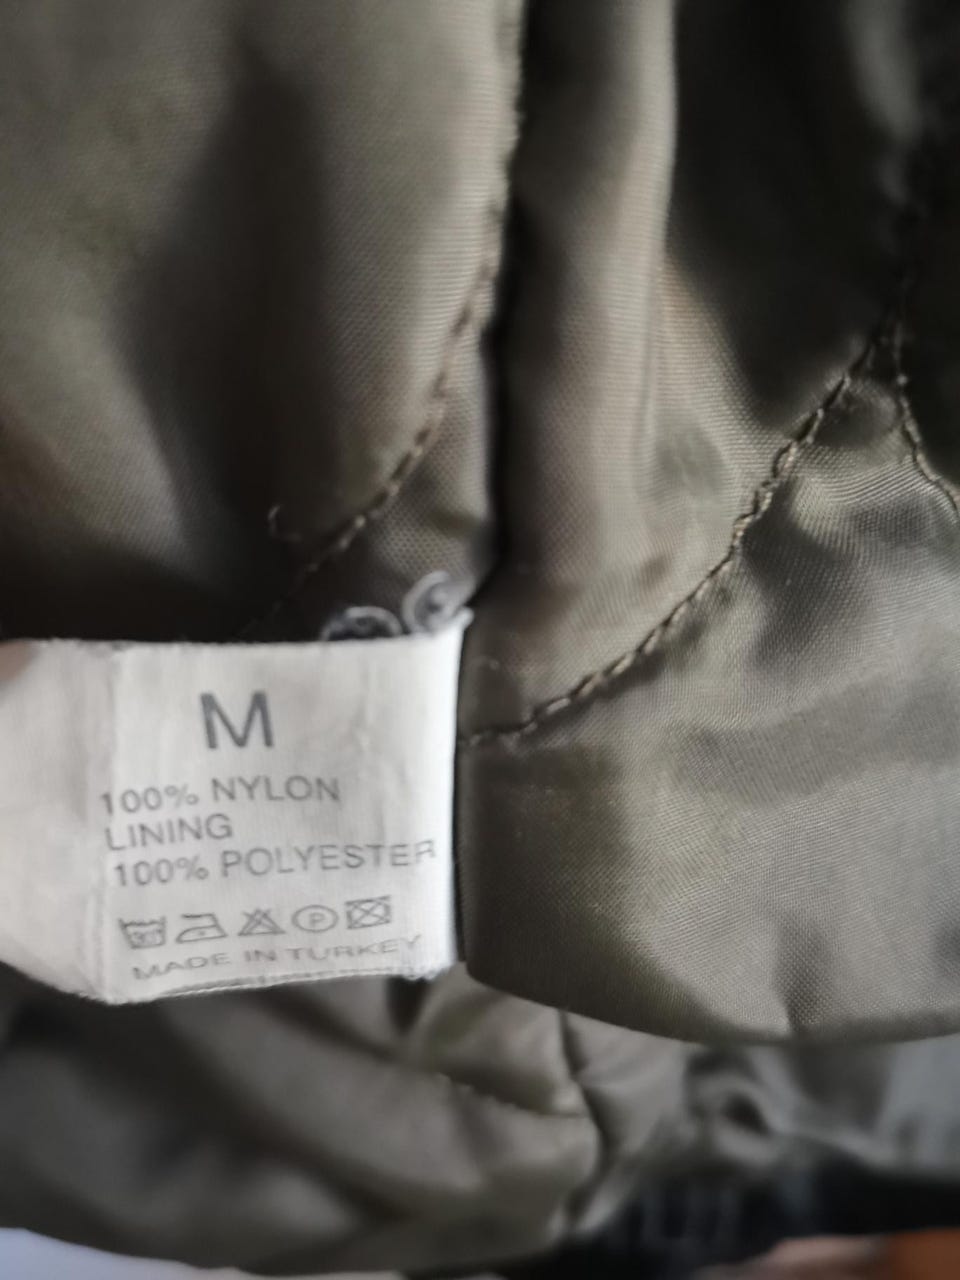 M
100% NYLON
LINING
100% POLYESTER
P
MADE IN TURKEY